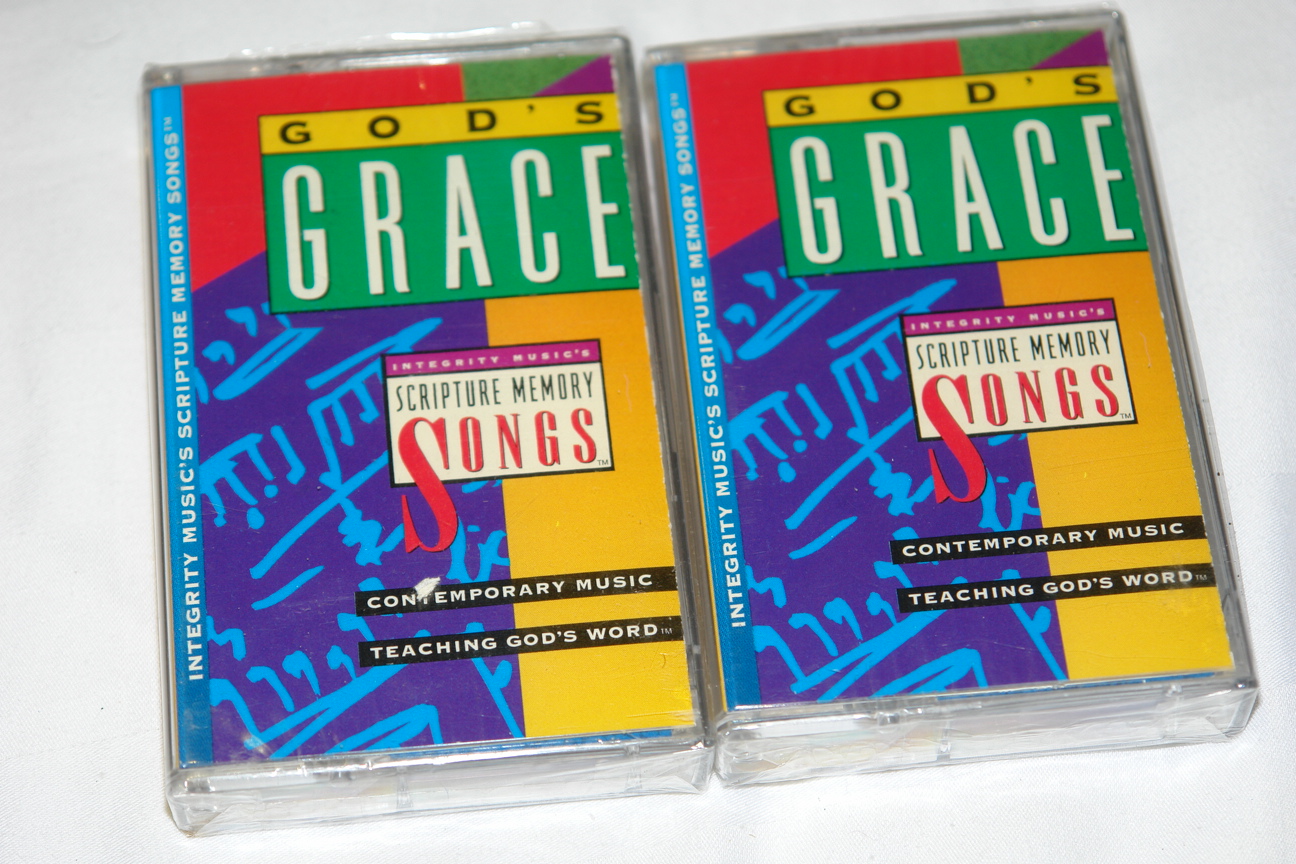 INTEGRITY MUSIC'S SCRIPTURE MEMORY SONGS™
GOD'S
GRACE
INTEGRITY MUSIC'S
SCRIPTURE MEMORY
SONGS™
CONTEMPORARY MUSIC
TEACHING GOD'S WORD™
INTEGRITY MUSIC'S SCRIPTURE MEMORY SONGS™
GOD'S
GRACE
INTEGRITY MUSIC'S
SCRIPTURE MEMORY
SONGS™
CONTEMPORARY MUSIC
TEACHING GOD'S WORD™